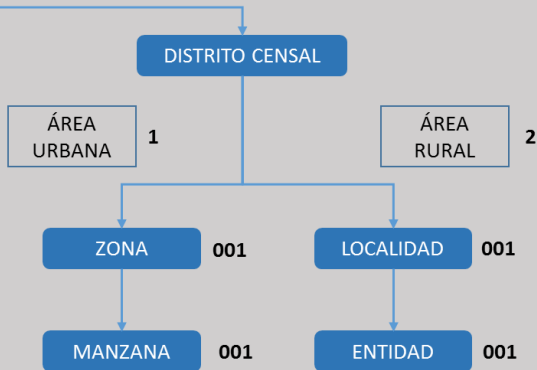 DISTRITO CENSAL
ÁREA
URBANA
1
ÁREA
RURAL
2
ZONA
001
LOCALIDAD
001
MANZANA
001
ENTIDAD
001